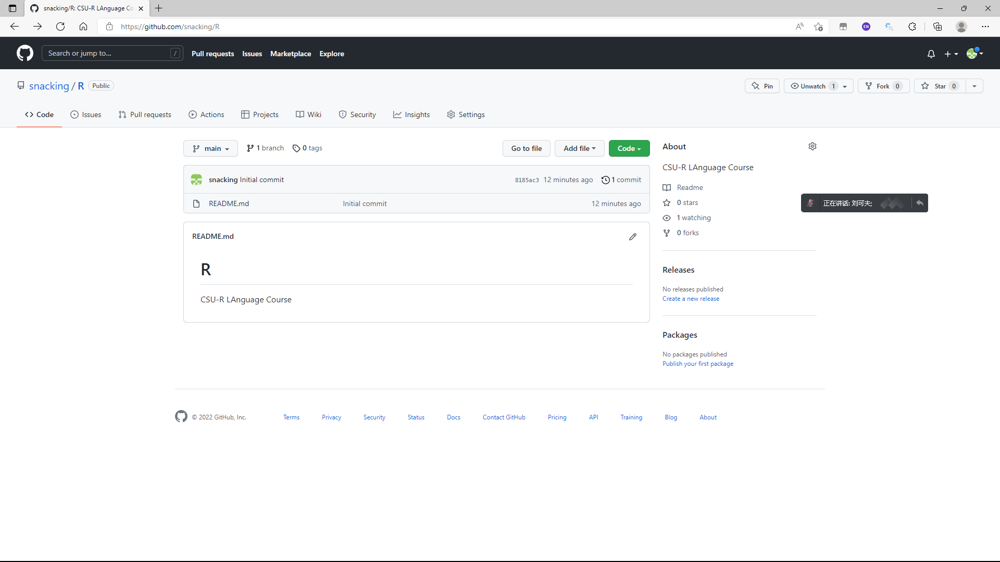 snacking/R: CSU-R LAnguage Co
https://github.com/snacking/R
EN
Search or jump to...
/
Pull requests
Issues
Marketplace
Explore
snacking / R
Public
Pin
Unwatch 1
Fork 0
Star 0
Code
Issues
Pull requests
Actions
Projects
Wiki
Security
Insights
Settings
main
1 branch
0 tags
Go to file
Add file
Code
snacking Initial commit
8185ac3 12 minutes ago
1 commit
README.md
Initial commit
12 minutes ago
README.md
R
CSU-R LAnguage Course
About
CSU-R LAnguage Course
Readme
0 stars
1 watching
0 forks
正在讲话: 刘可夫;
Releases
No releases published
Create a new release
Packages
No packages published
Publish your first package
© 2022 GitHub, Inc.
Terms
Privacy
Security
Status
Docs
Contact GitHub
Pricing
API
Training
Blog
About